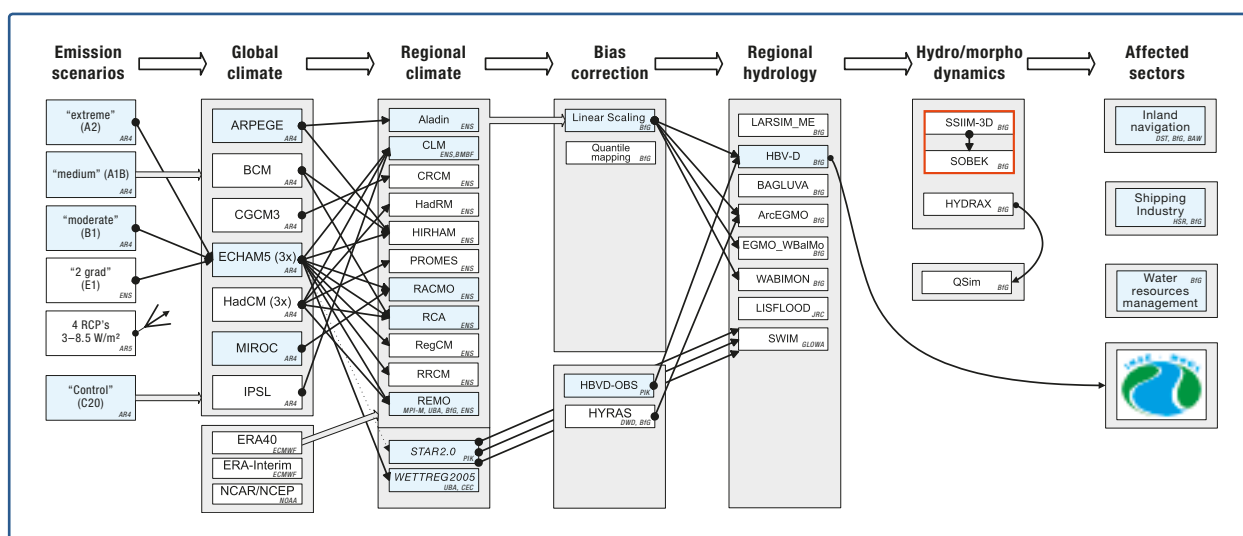 Emission
scenarios
Global
climate
Regional
climate
Bias
correction
Regional
hydrology
Hydro/morpho
dynamics
Affected
sectors
“extreme”
(A2)
AR4
“medium” (A1B)
AR4
“moderate”
(B1)
AR4
“2 grad”
(E1)
ENS
4 RCP's
3–8.5 W/m²
AR5
“Control”
(C20)
AR4
ARPEGE
AR4
BCM
AR4
CGCM3
AR4
ECHAM5 (3x)
AR4
HadCM (3x)
AR4
MIROC
AR4
IPSL
AR4
ERA40
ECMWF
ERA-Interim
ECMWF
NCAR/NCEP
NOAA
Aladin
ENS
CLM
ENS,BMBF
CRCM
ENS
HadRM
ENS
HIRHAM
ENS
PROMES
ENS
RACMO
ENS
RCA
ENS
RegCM
ENS
RRCM
ENS
REMO
MPI-M, UBA, BfG, ENS
STAR2.0
PIK
WETTREG2005
UBA, CEC
Linear Scaling
BfG
Quantile
mapping BfG
HBVD-OBS
PIK
HYRAS
DWD, BfG
LARSIM_ME
BfG
HBV-D
BfG
BAGLUVA
BfG
ArcEGMO
BfG
EGMO_WBalMo
BfG
WABIMON
BfG
LISFLOOD
JRC
SWIM
GLOWA
SSIIM-3D
BfG
SOBEK
BfG
HYDRAX
BfG
QSim
BfG
Inland
navigation
DST, BfG, BAW
Shipping
Industry
HSR, BfG
Water BfG
resources
management